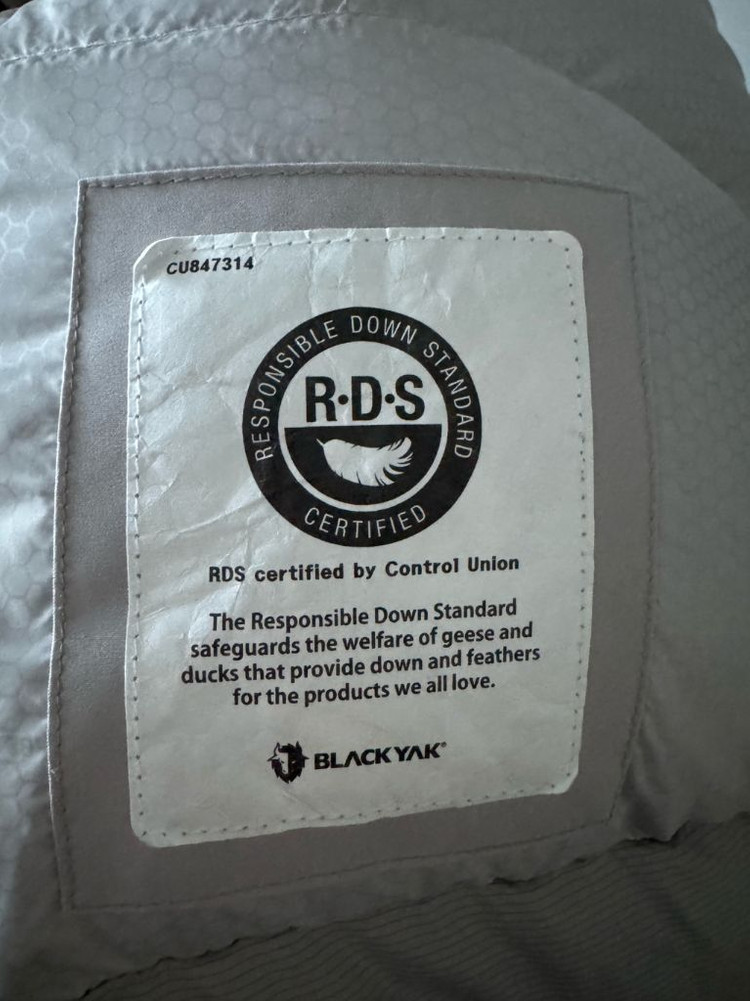 CU847314
RESPONSIBLE DOWN STANDARD
R·D·S
CERTIFIED
RDS certified by Control Union
The Responsible Down Standard
safeguards the welfare of geese and
ducks that provide down and feathers
for the products we all love.
BLACKYAK®